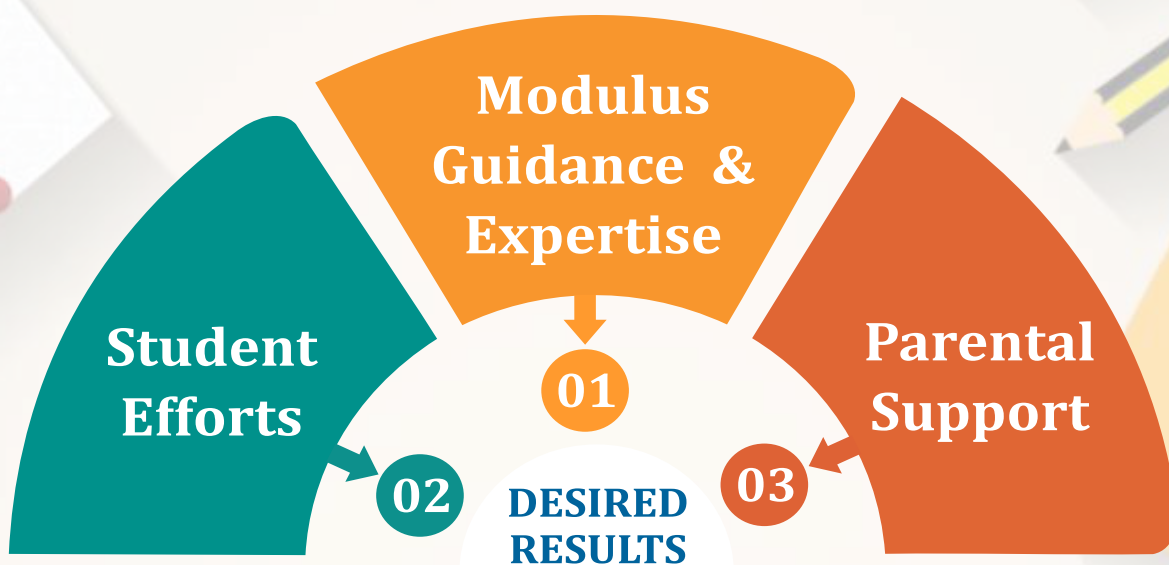 Modulus
Guidance &
Expertise
Student
Efforts
Parental
Support
01
02
03
DESIRED
RESULTS